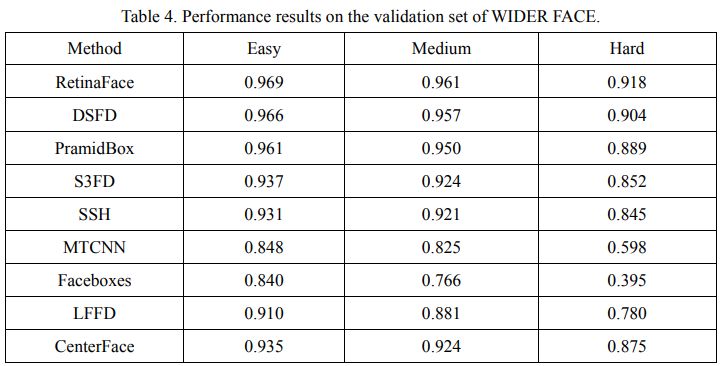 Table 4. Performance results on the validation set of WIDER FACE.
Method Easy Medium Hard
RetinaFace 0.969 0.961 0.918
DSFD 0.966 0.957 0.904
PramidBox 0.961 0.950 0.889
S3FD 0.937 0.924 0.852
SSH 0.931 0.921 0.845
MTCNN 0.848 0.825 0.598
Faceboxes 0.840 0.766 0.395
LFFD 0.910 0.881 0.780
CenterFace 0.935 0.924 0.875